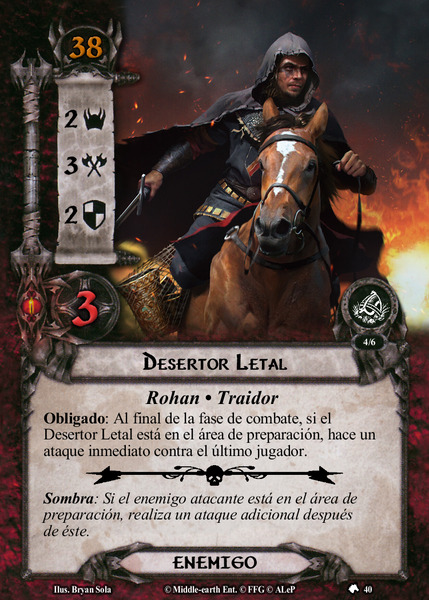 38
2
3
2
3
4/6
Desertor Letal
Rohan • Traidor
Obligado: Al final de la fase de combate, si el
Desertor Letal está en el área de preparación, hace un
ataque inmediato contra el último jugador.
Sombra: Si el enemigo atacante está en el área de
preparación, realiza un ataque adicional después
de éste.
ENEMIGO
Ilus. Bryan Sola © Middle-earth Ent. © FFG © ALeP 40